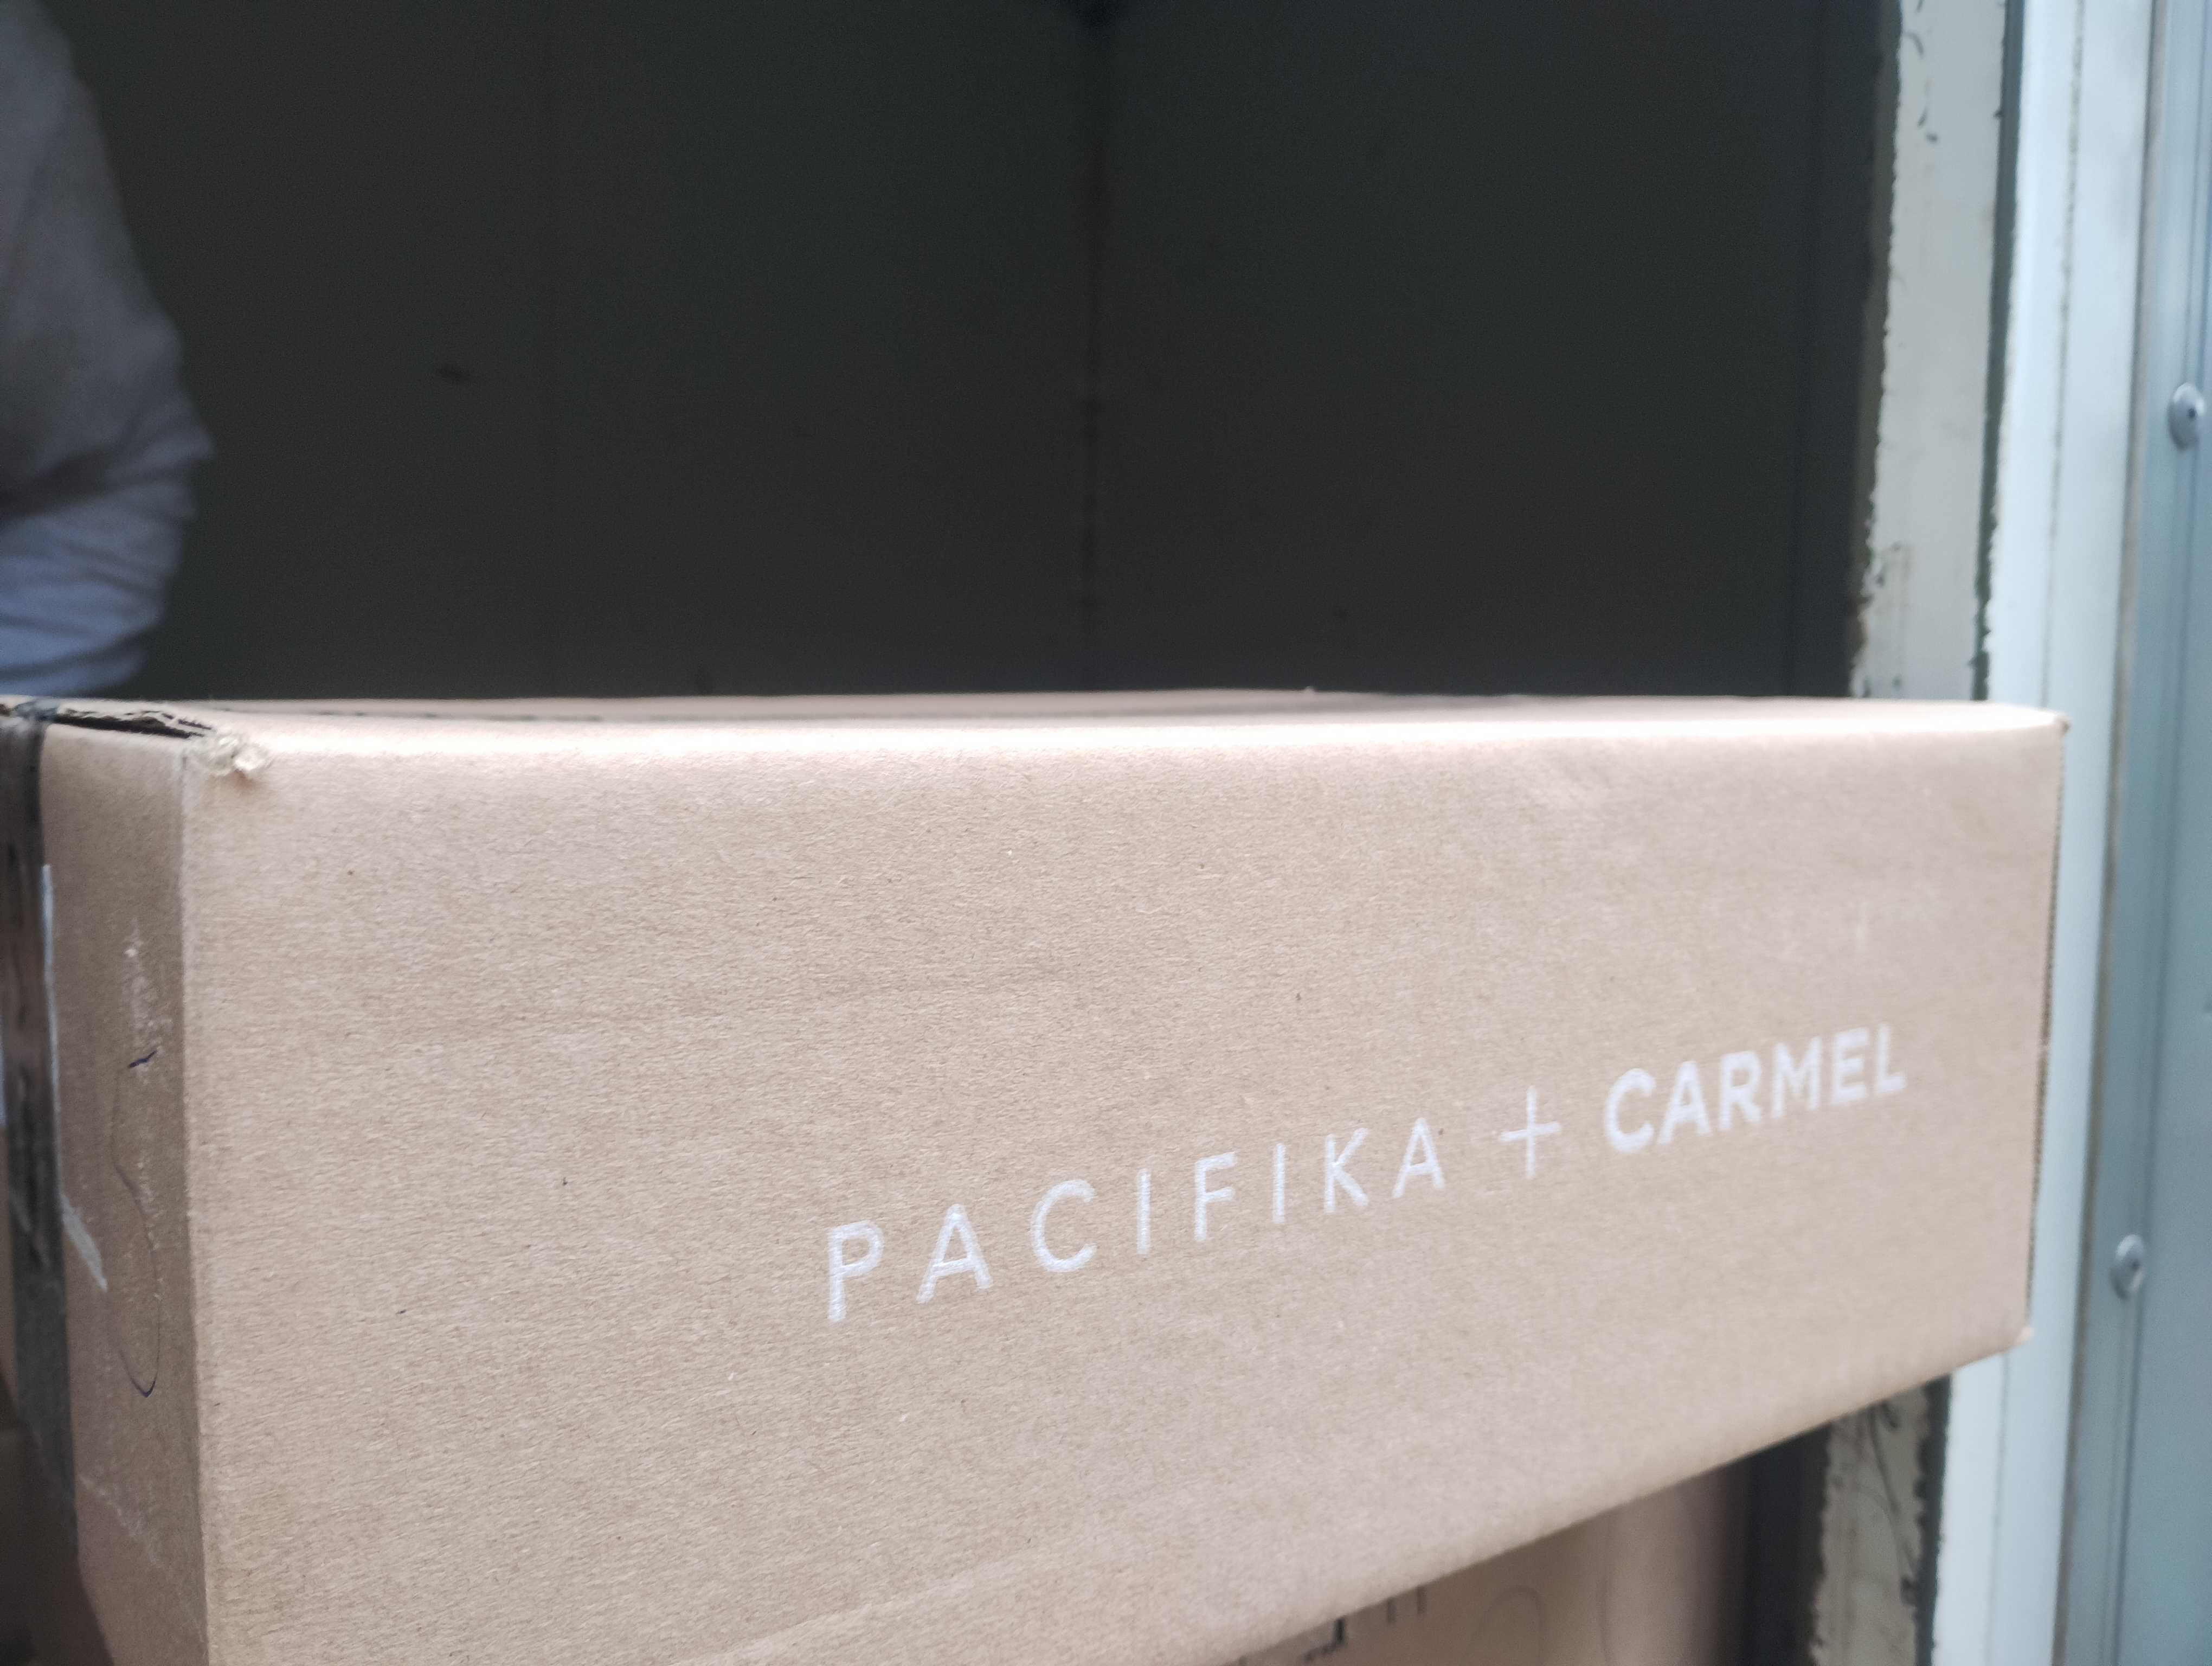 PACIFIKA + CARMEL